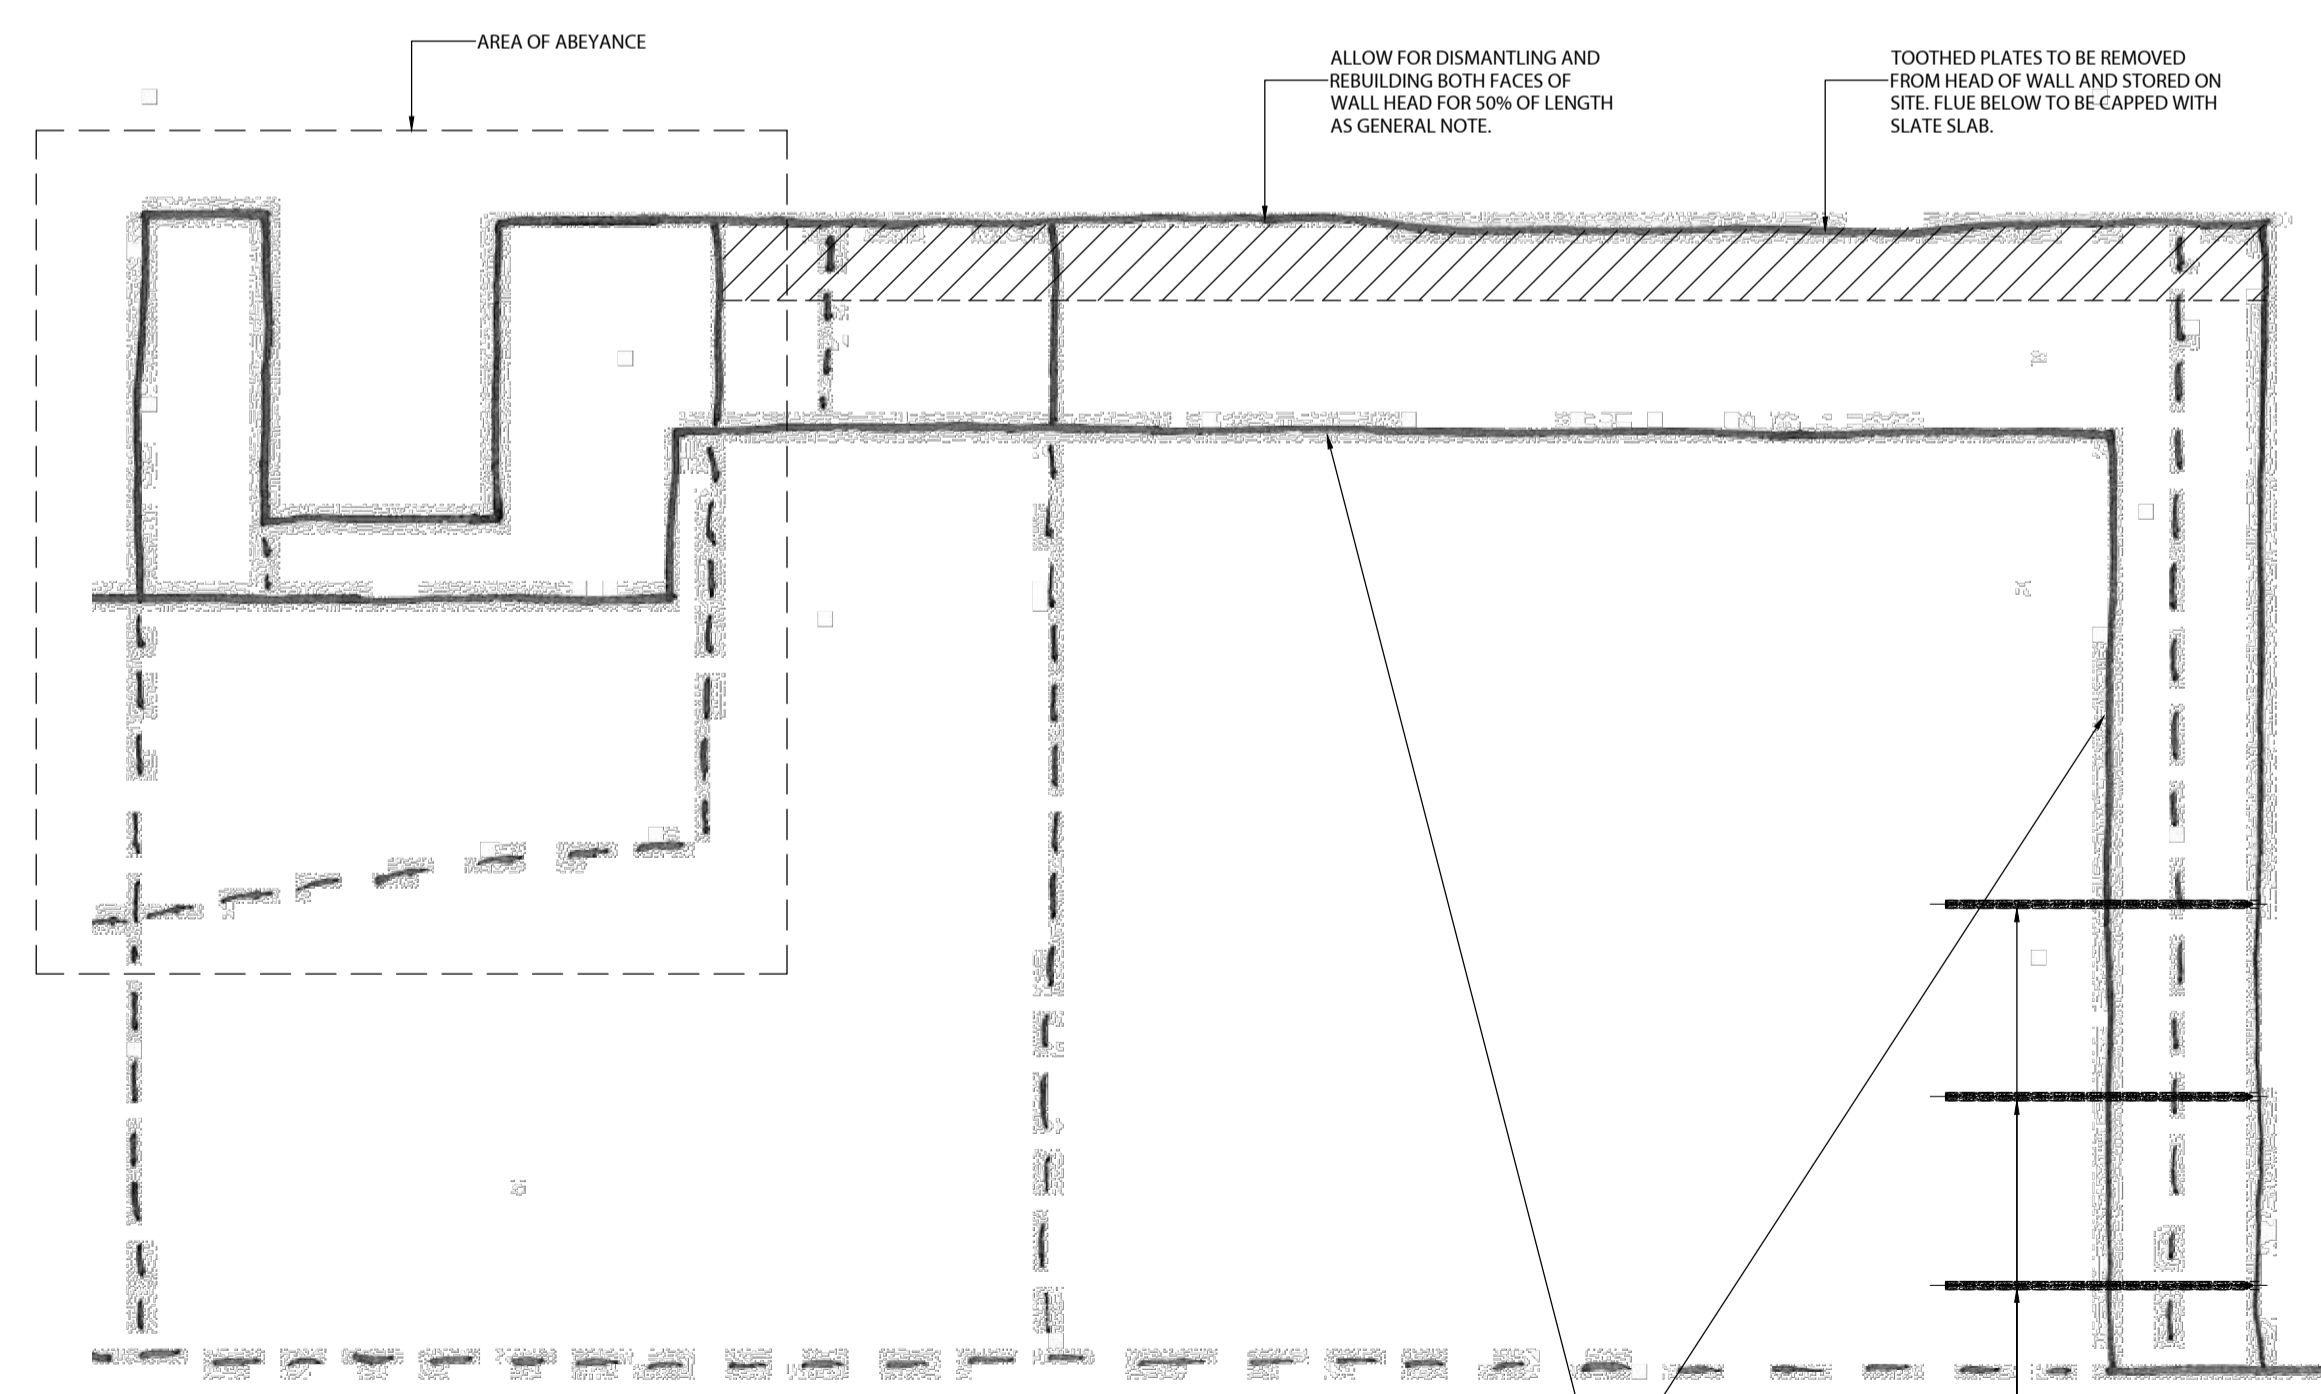 AREA OF ABEYANCE
ALLOW FOR DISMANTLING AND
REBUILDING BOTH FACES OF
WALL HEAD FOR 50% OF LENGTH
AS GENERAL NOTE.
TOOTHED PLATES TO BE REMOVED
FROM HEAD OF WALL AND STORED ON
SITE. FLUE BELOW TO BE CAPPED WITH
SLATE SLAB.